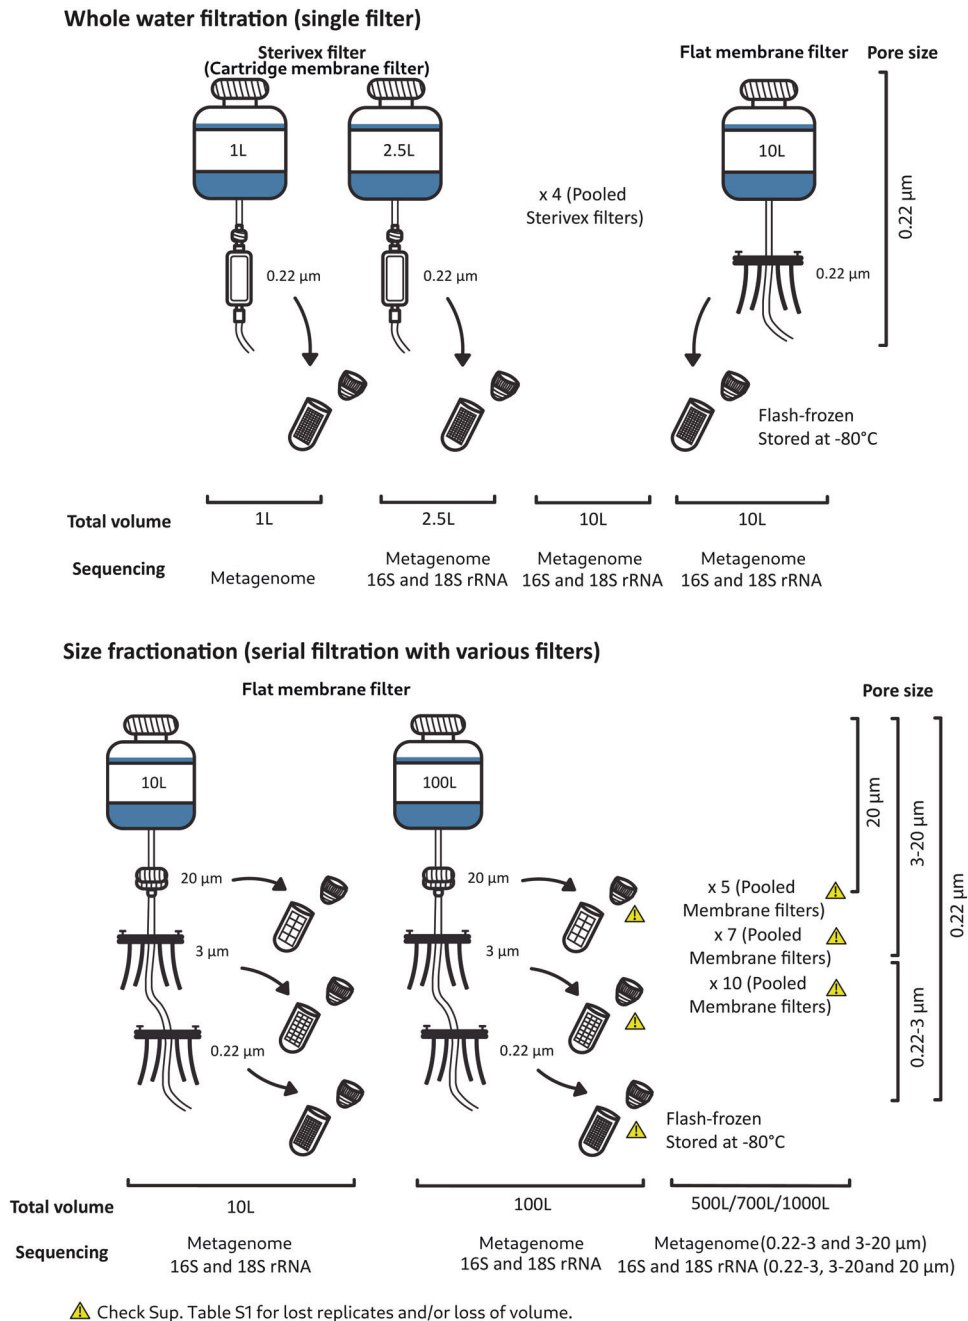 Whole water filtration (single filter)
Sterivex filter
(Cartridge membrane filter)
Flat membrane filter
Pore size
1L
2.5L
10L
x 4 (Pooled
Sterivex filters)
0.22 µm
0.22 µm
0.22 µm
0.22 µm
Flash-frozen
Stored at -80°C
Total volume
1L
2.5L
10L
10L
Sequencing
Metagenome
Metagenome
16S and 18S rRNA
Metagenome
16S and 18S rRNA
Metagenome
16S and 18S rRNA
Size fractionation (serial filtration with various filters)
Flat membrane filter
Pore size
10L
100L
20 µm
3 µm
0.22 µm
20 µm
3 µm
0.22 µm
x 5 (Pooled
Membrane filters)
x 7 (Pooled
Membrane filters)
x 10 (Pooled
Membrane filters)
20 µm
3-20 µm
0.22-3 µm
0.22 µm
Flash-frozen
Stored at -80°C
Total volume
10L
100L
500L/700L/1000L
Sequencing
Metagenome
16S and 18S rRNA
Metagenome
16S and 18S rRNA
Metagenome(0.22-3 and 3-20 µm)
16S and 18S rRNA (0.22-3, 3-20and 20 µm)
Check Sup. Table S1 for lost replicates and/or loss of volume.